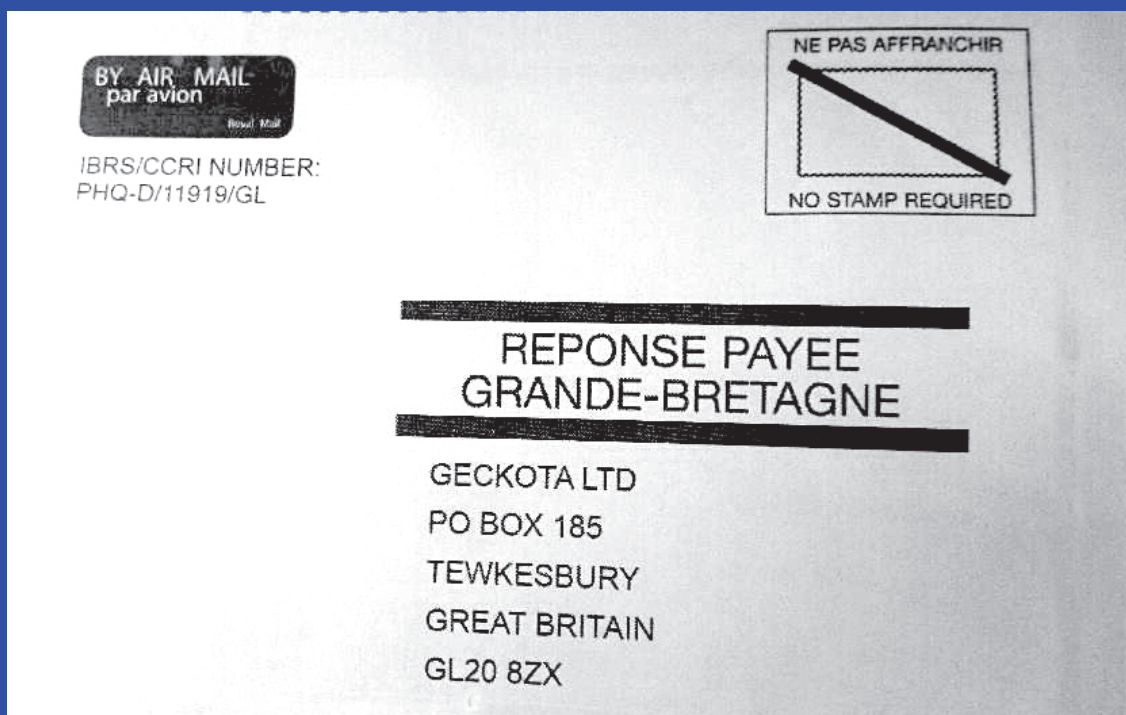 BY AIR MAIL
par avion
Royal Mail
IBRS/CCRI NUMBER:
PHQ-D/11919/GL
NE PAS AFFRANCHIR
NO STAMP REQUIRED
REPONSE PAYEE
GRANDE-BRETAGNE
GECKOTA LTD
PO BOX 185
TEWKESBURY
GREAT BRITAIN
GL20 8ZX